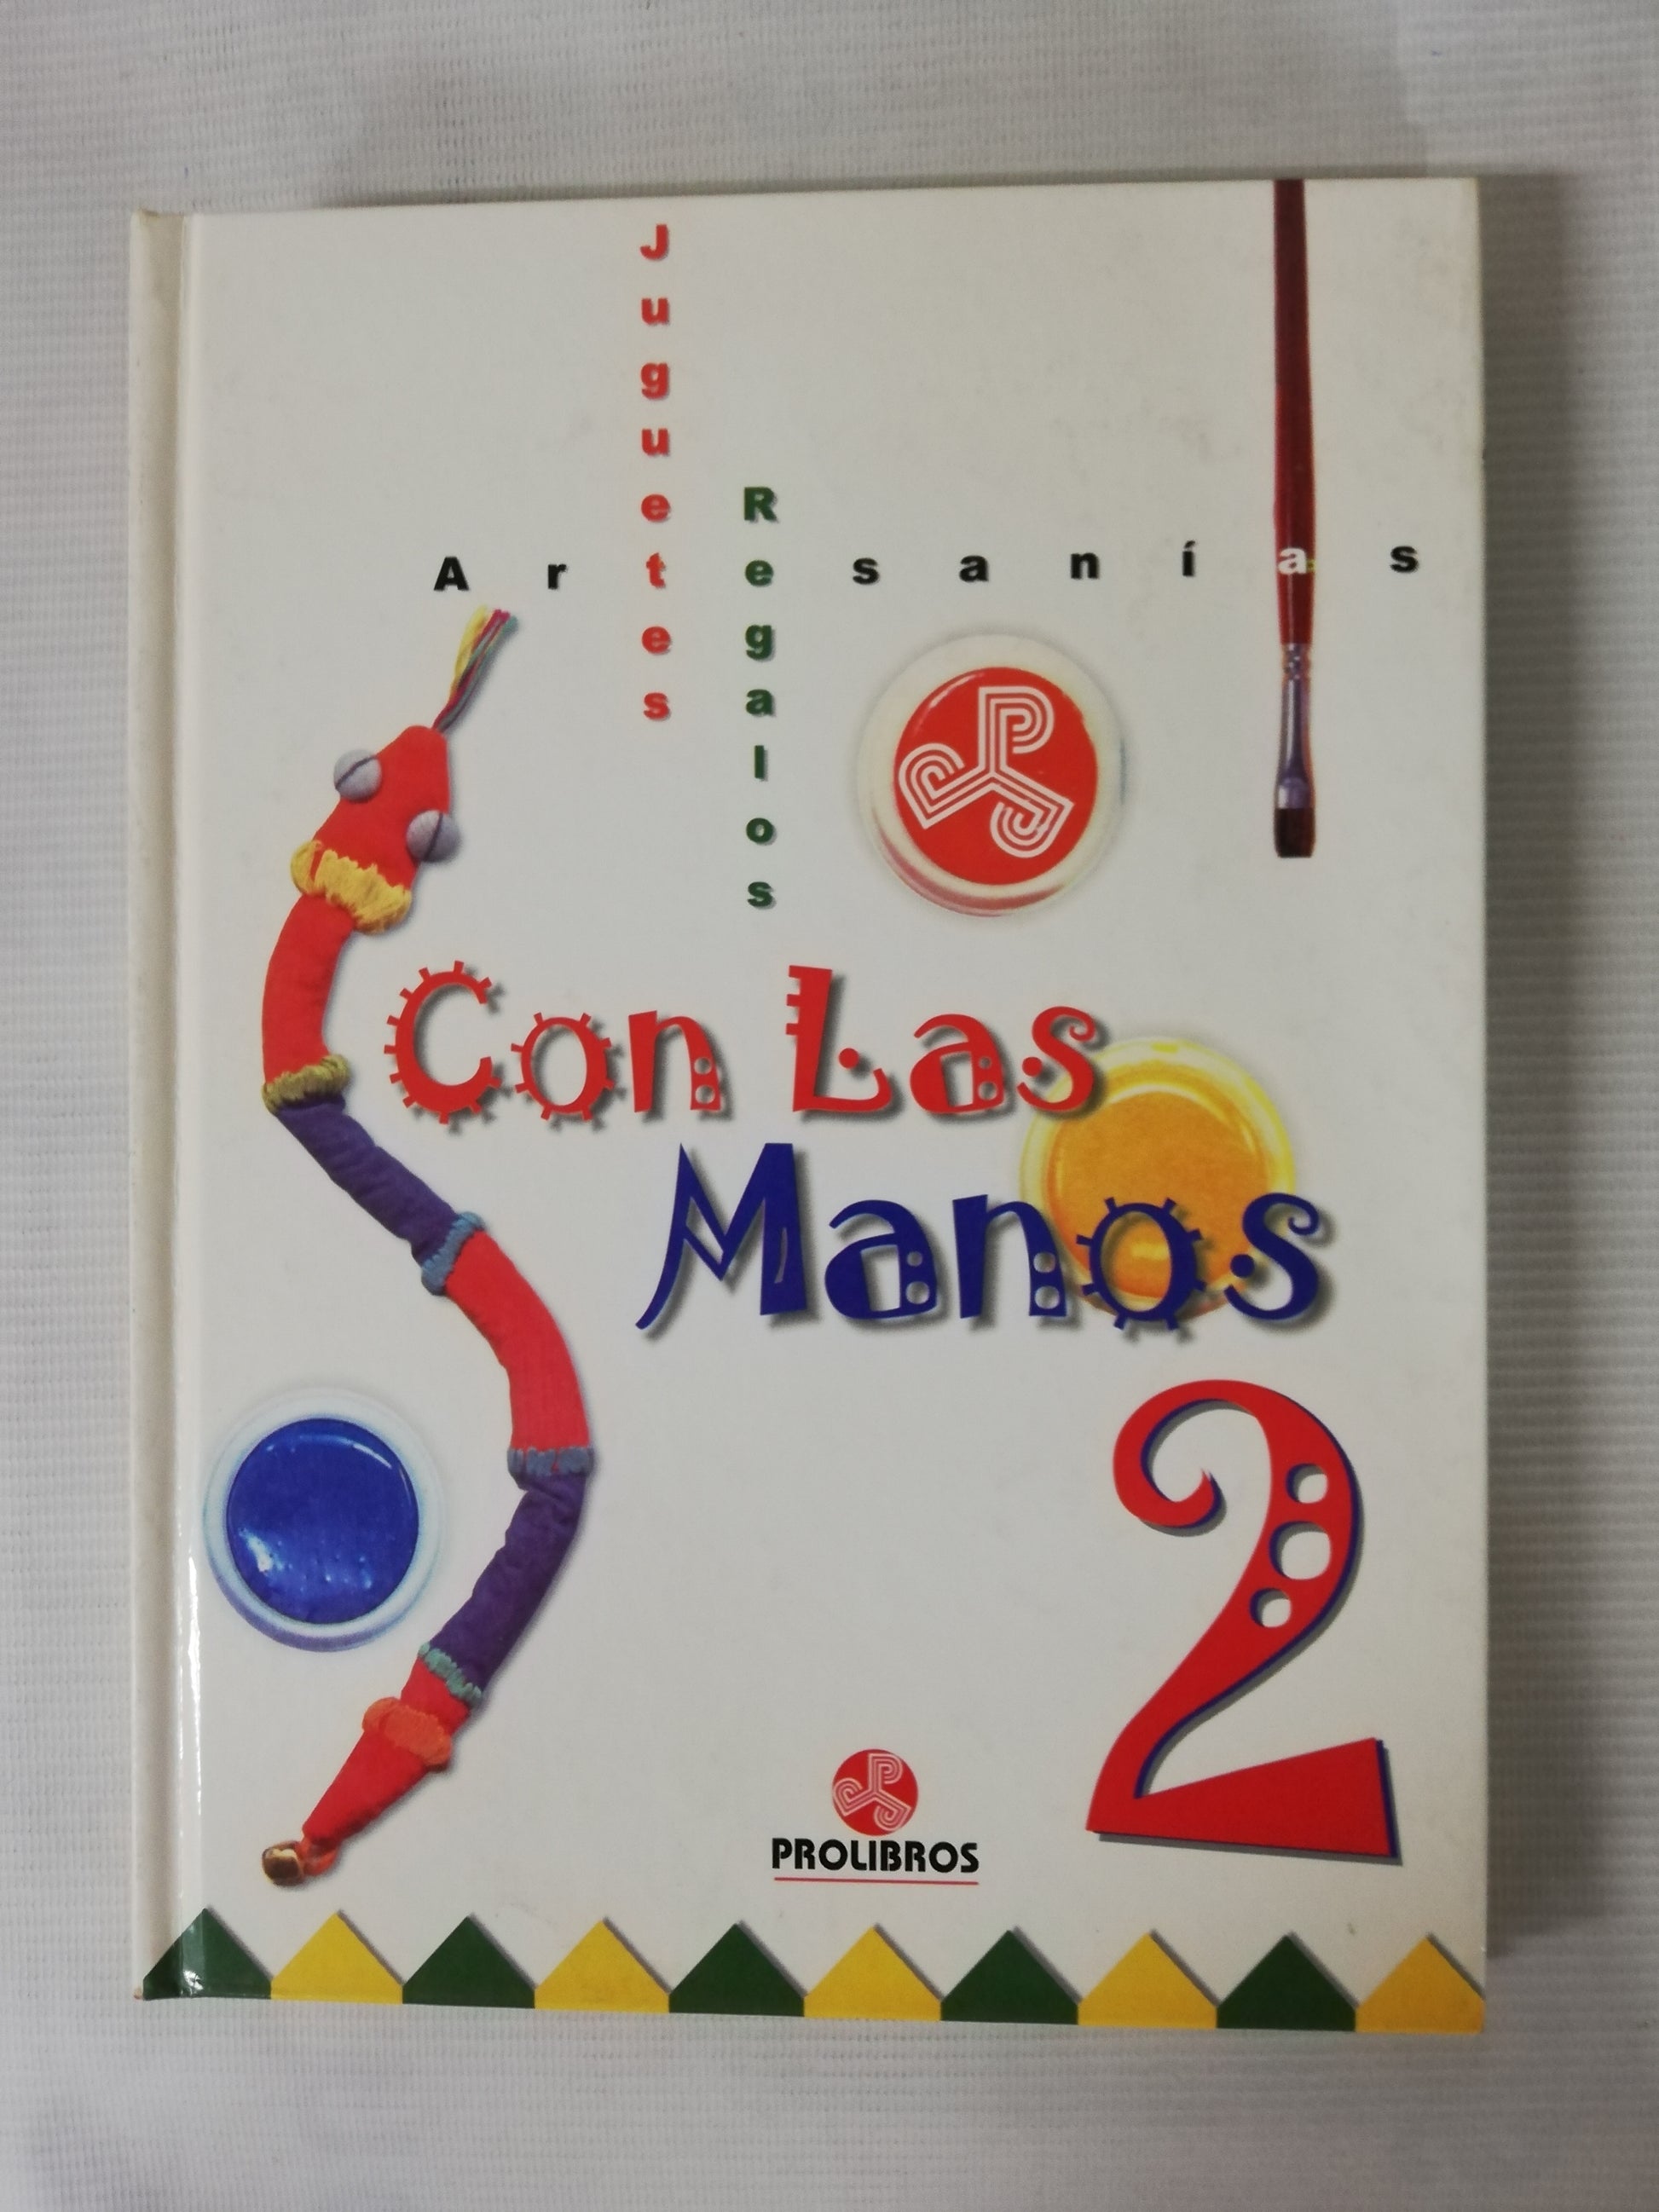 Juguetes
Regalos
Artesanías
Con Las
Manos
2
PROLIBROS